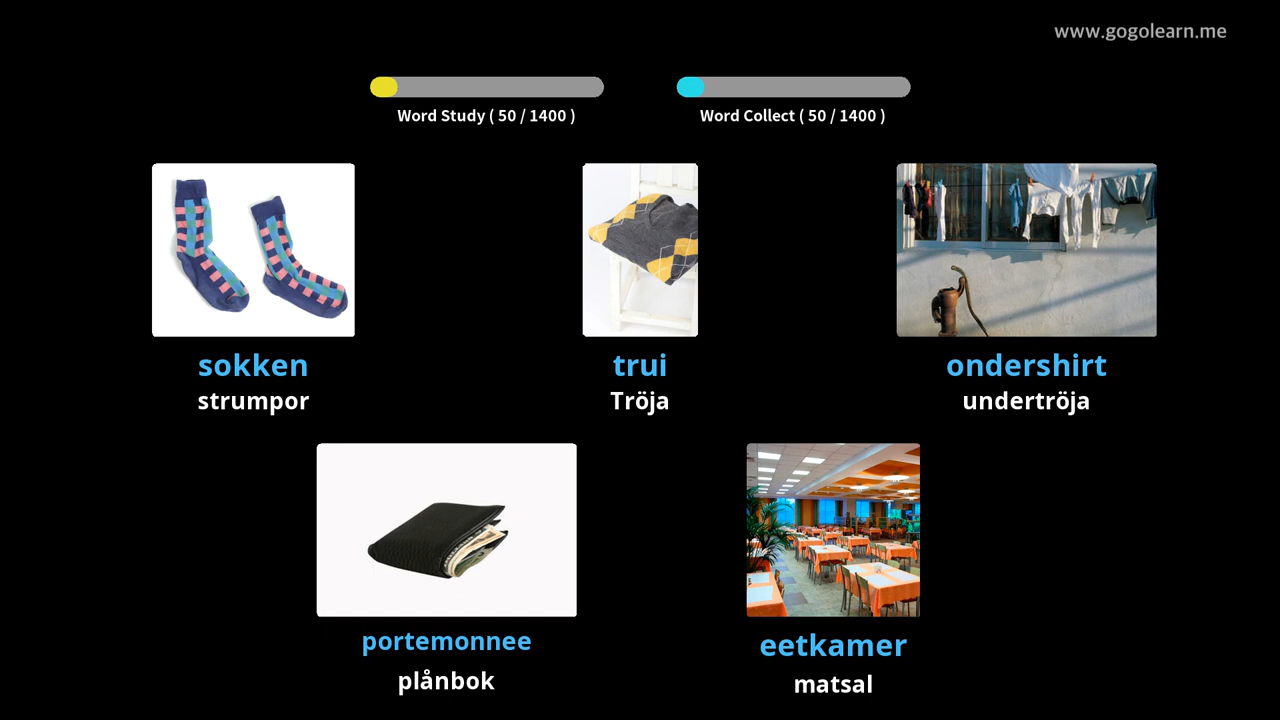 www.gogolearn.me
Word Study ( 50 / 1400 )
Word Collect ( 50 / 1400 )
sokken
strumpor
trui
Tröja
ondershirt
undertröja
portemonnee
plånbok
eetkamer
matsal